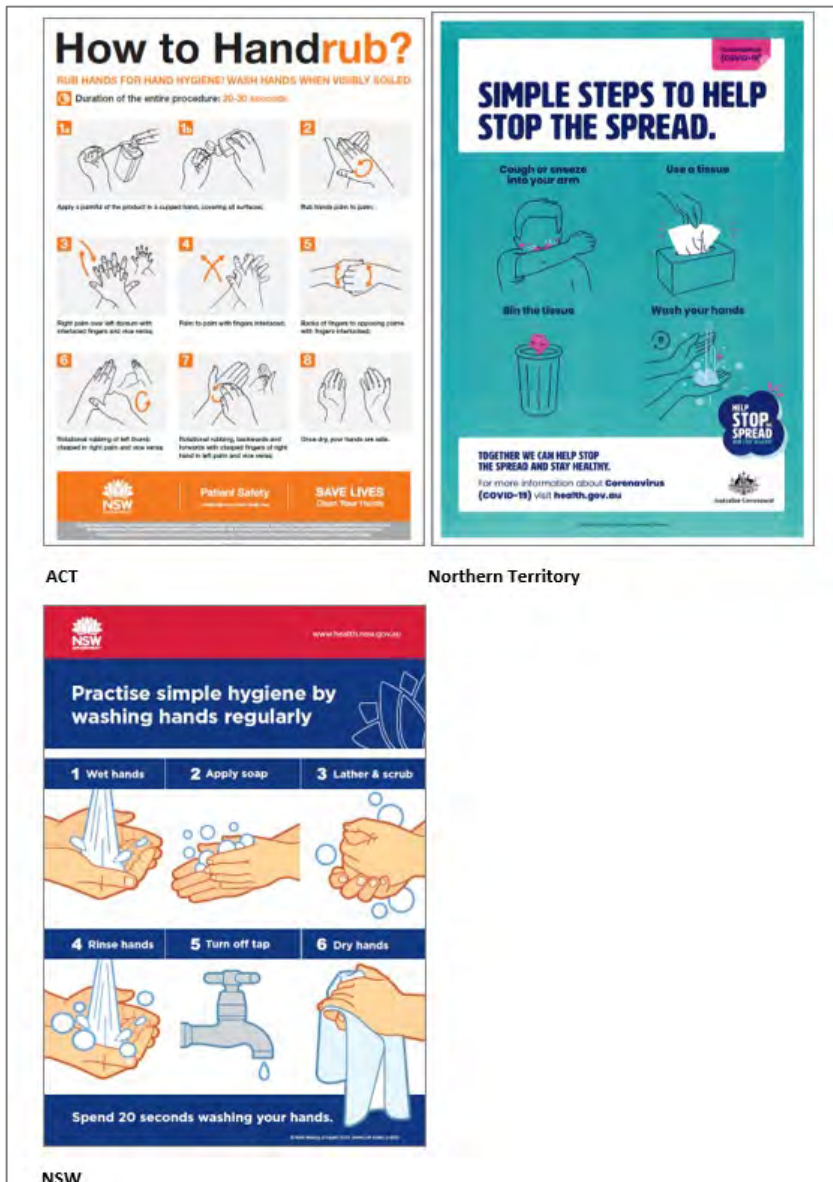 How to Handrub?
RUB HANDS FOR HAND HYGIENE! WASH HANDS WHEN VISIBLY SOILED
Duration of the entire procedure: 20-30 seconds
1a
1b
2
Apply a palmful of the product in a cupped hand, covering all surfaces;
Rub hands palm to palm;
3
4
5
Right palm over left dorsum with
interlaced fingers and vice versa;
Palm to palm with fingers interlaced;
Backs of fingers to opposing palms
with fingers interlocked;
6
7
8
Rotational rubbing of left thumb
clasped in right palm and vice versa;
Rotational rubbing, backwards and
forwards with clasped fingers of right
hand in left palm and vice versa;
Once dry, your hands are safe.
NSW
GOVERNMENT
Patient Safety
SAVE LIVES
Clean Your Hands
Coronavirus
(COVID-19)
SIMPLE STEPS TO HELP
STOP THE SPREAD.
Cough or sneeze
into your arm
Use a tissue
Bin the tissue
Wash your hands
HELP
STOP THE
SPREAD
AND STAY HEALTHY
TOGETHER WE CAN HELP STOP
THE SPREAD AND STAY HEALTHY.
For more information about Coronavirus
(COVID-19) visit health.gov.au
Australian Government
ACT
Northern Territory
NSW
GOVERNMENT
www.health.nsw.gov.au
Practise simple hygiene by
washing hands regularly
1 Wet hands
2 Apply soap
3 Lather & scrub
4 Rinse hands
5 Turn off tap
6 Dry hands
Spend 20 seconds washing your hands.
NSW